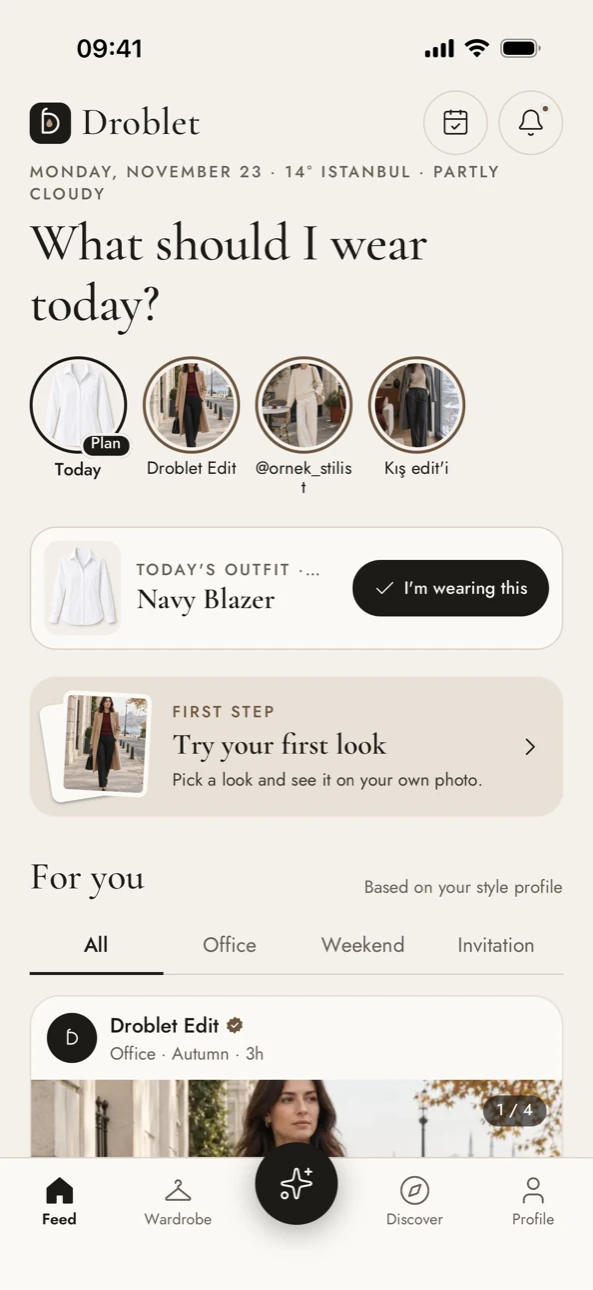 09:41
Droblet
MONDAY, NOVEMBER 23 · 14° ISTANBUL · PARTLY
CLOUDY
What should I wear
today?
Plan
Today
Droblet Edit
@ornek_stilis
t
Kış edit'i
TODAY'S OUTFIT ·…
Navy Blazer
I'm wearing this
FIRST STEP
Try your first look
Pick a look and see it on your own photo.
For you
Based on your style profile
All
Office
Weekend
Invitation
Droblet Edit
Office · Autumn · 3h
1 / 4
Feed
Wardrobe
Discover
Profile